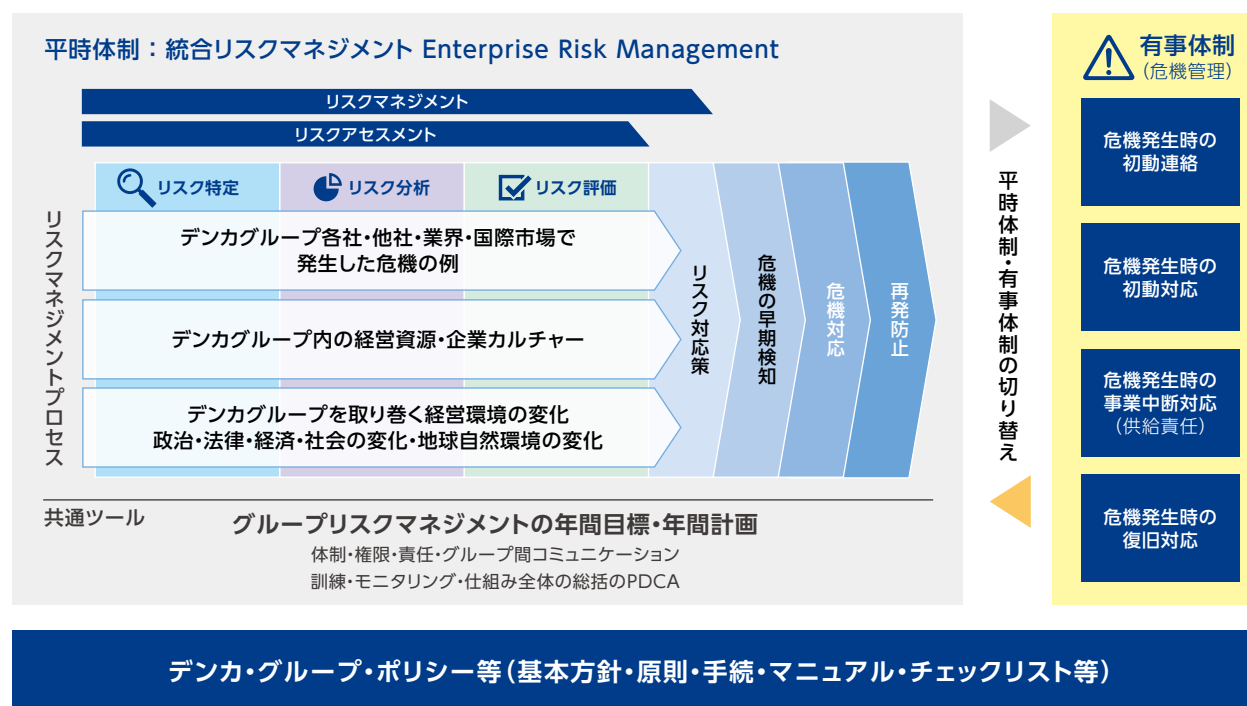 平時体制：統合リスクマネジメント Enterprise Risk Management
リスクマネジメント
リスクアセスメント
リスク特定
リスク分析
リスク評価
リスクマネジメントプロセス
デンカグループ各社・他社・業界・国際市場で
発生した危機の例
デンカグループ内の経営資源・企業カルチャー
デンカグループを取り巻く経営環境の変化
政治・法律・経済・社会の変化・地球自然環境の変化
リスク対応策
危機の早期検知
危機対応
再発防止
共通ツール
グループリスクマネジメントの年間目標・年間計画
体制・権限・責任・グループ間コミュニケーション
訓練・モニタリング・仕組み全体の総括のPDCA
平時体制・有事体制の切り替え
有事体制
（危機管理）
危機発生時の
初動連絡
危機発生時の
初動対応
危機発生時の
事業中断対応
（供給責任）
危機発生時の
復旧対応
デンカ・グループ・ポリシー等（基本方針・原則・手続・マニュアル・チェックリスト等）